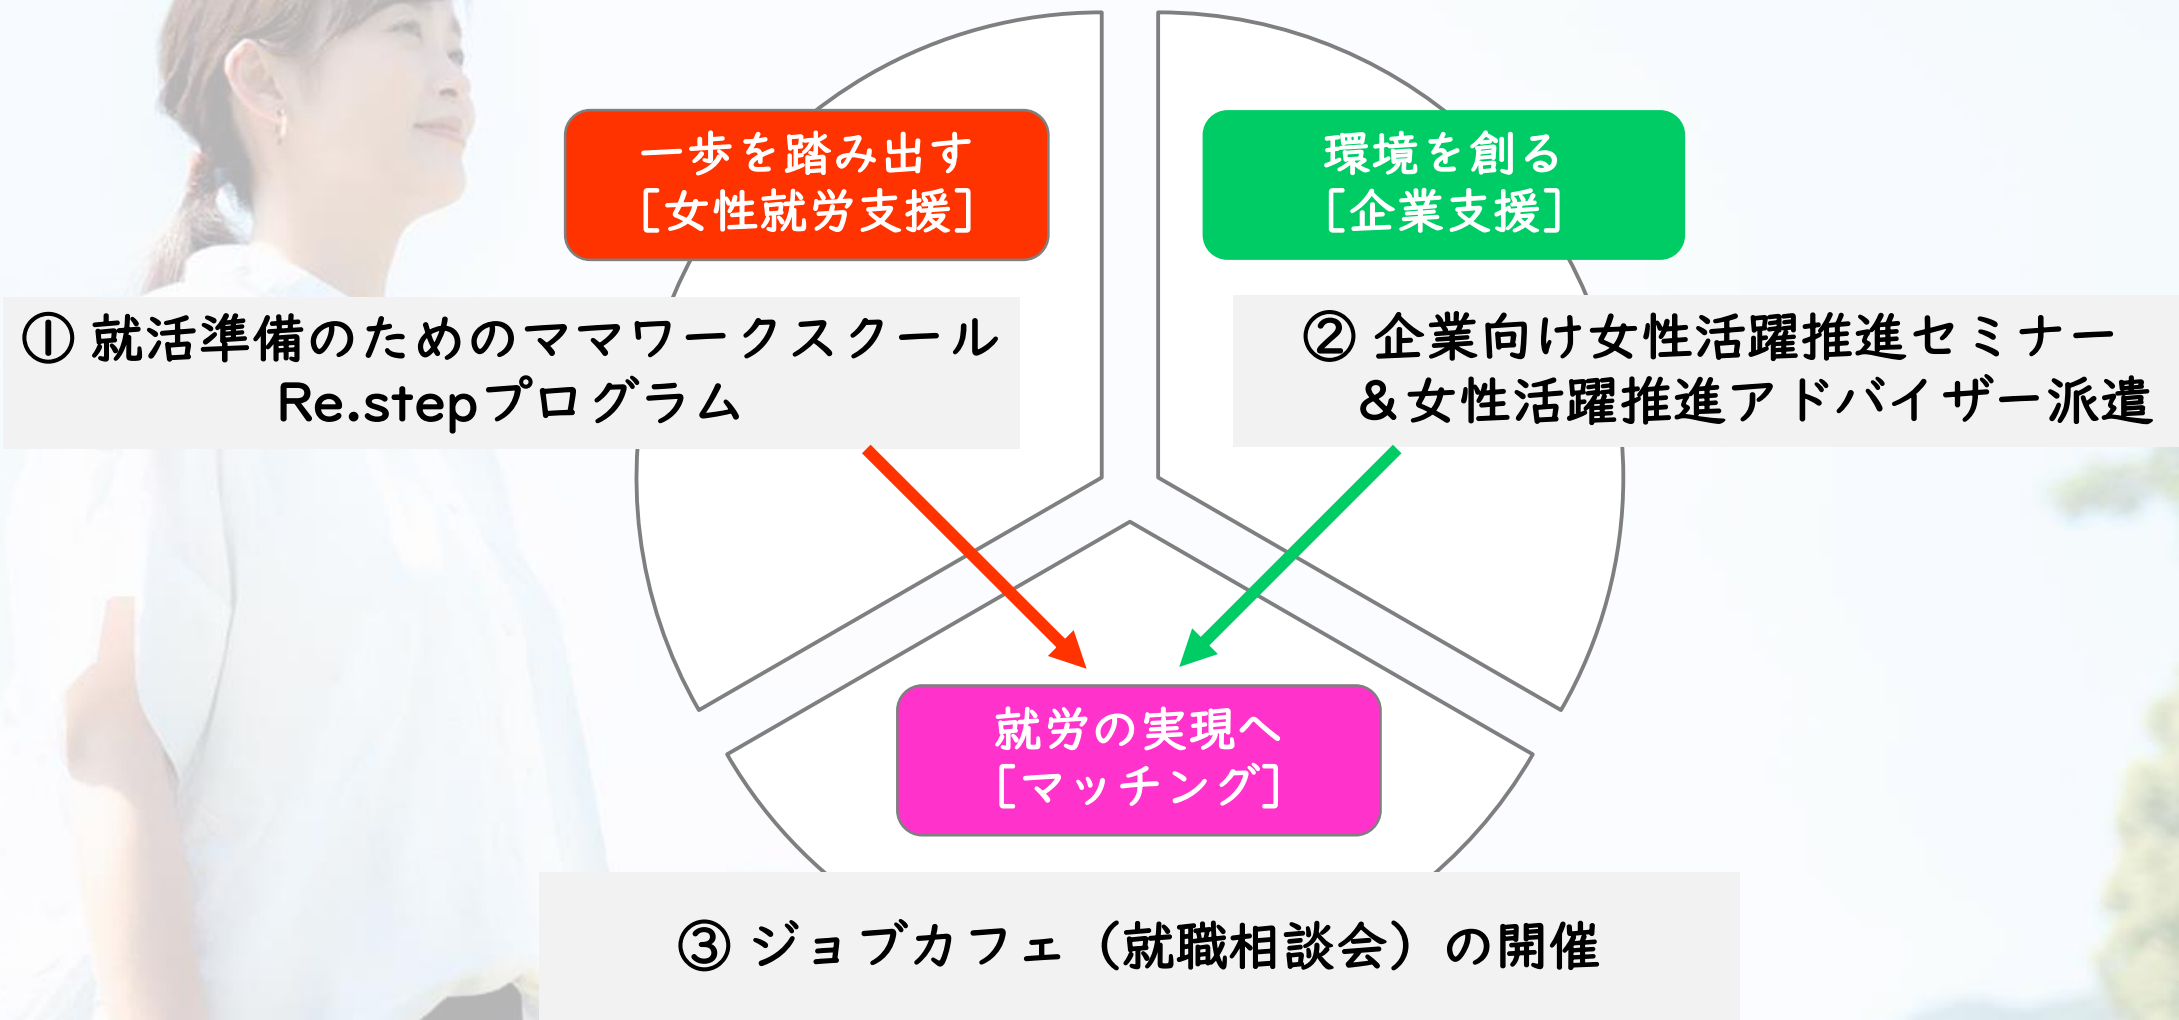 一歩を踏み出す
[女性就労支援]
① 就活準備のためのママワークスクール
Re.stepプログラム
環境を創る
[企業支援]
② 企業向け女性活躍推進セミナー
＆女性活躍推進アドバイザー派遣
就労の実現へ
[マッチング]
③ ジョブカフェ（就職相談会）の開催